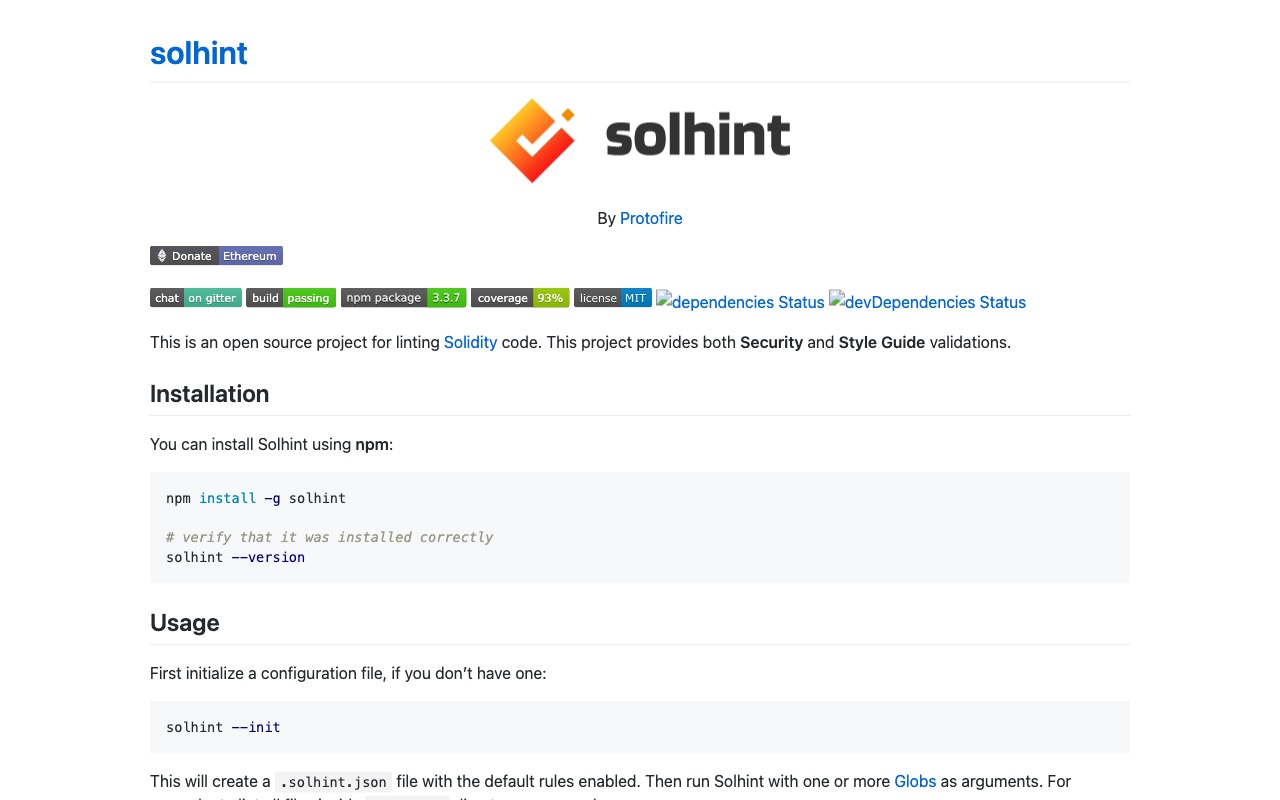 solhint
solhint
By Protofire
Donate Ethereum
chat on gitter build passing npm package 3.3.7 coverage 93% license MIT dependencies Status devDependencies Status
This is an open source project for linting Solidity code. This project provides both Security and Style Guide validations.
Installation
You can install Solhint using npm:
npm install -g solhint
# verify that it was installed correctly
solhint --version
Usage
First initialize a configuration file, if you don’t have one:
solhint --init
This will create a .solhint.json file with the default rules enabled. Then run Solhint with one or more Globs as arguments. For